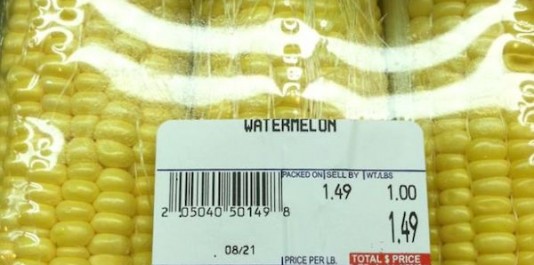 WATERMELON
PACKED ON SELL BY WT/LBS
1.49 1.00
1.49
2 05040 50149 8
08/21
PRICE PER LB. TOTAL $ PRICE